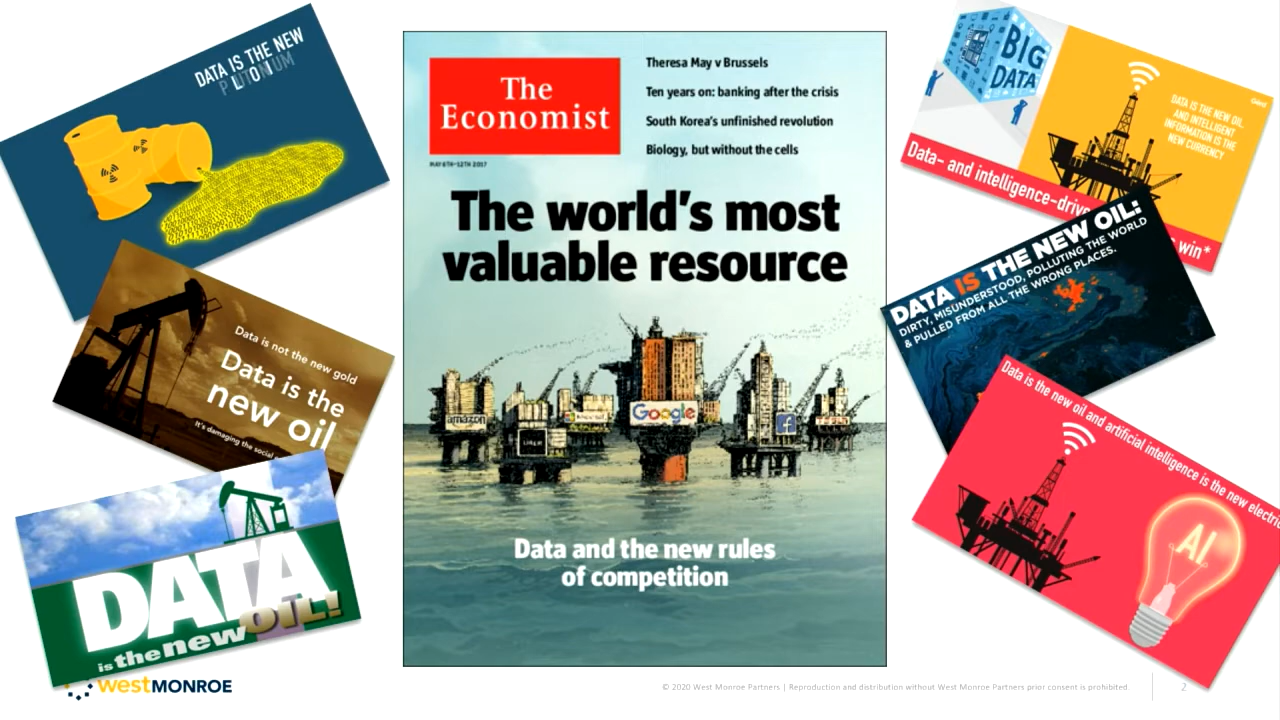 DATA IS THE NEW
PLUTONIUM
Data is not the new gold
Data is the
new oil
It's damaging the social
DATA
is the new OIL!
The
Economist
MAY 6TH–12TH 2017
Theresa May v Brussels
Ten years on: banking after the crisis
South Korea's unfinished revolution
Biology, but without the cells
The world's most
valuable resource
amazon
UBER
Google
f
Data and the new rules
of competition
BIG
DATA
DATA IS THE NEW OIL,
AND INTELLIGENT
INFORMATION IS THE
NEW CURRENCY
Data- and intelligence-drive
win*
DATA IS THE NEW OIL:
DIRTY, MISUNDERSTOOD, POLLUTING THE WORLD
& PULLED FROM ALL THE WRONG PLACES.
Data is the new oil and artificial intelligence is the new electri
AI
westMONROE
© 2020 West Monroe Partners | Reproduction and distribution without West Monroe Partners prior consent is prohibited.
2